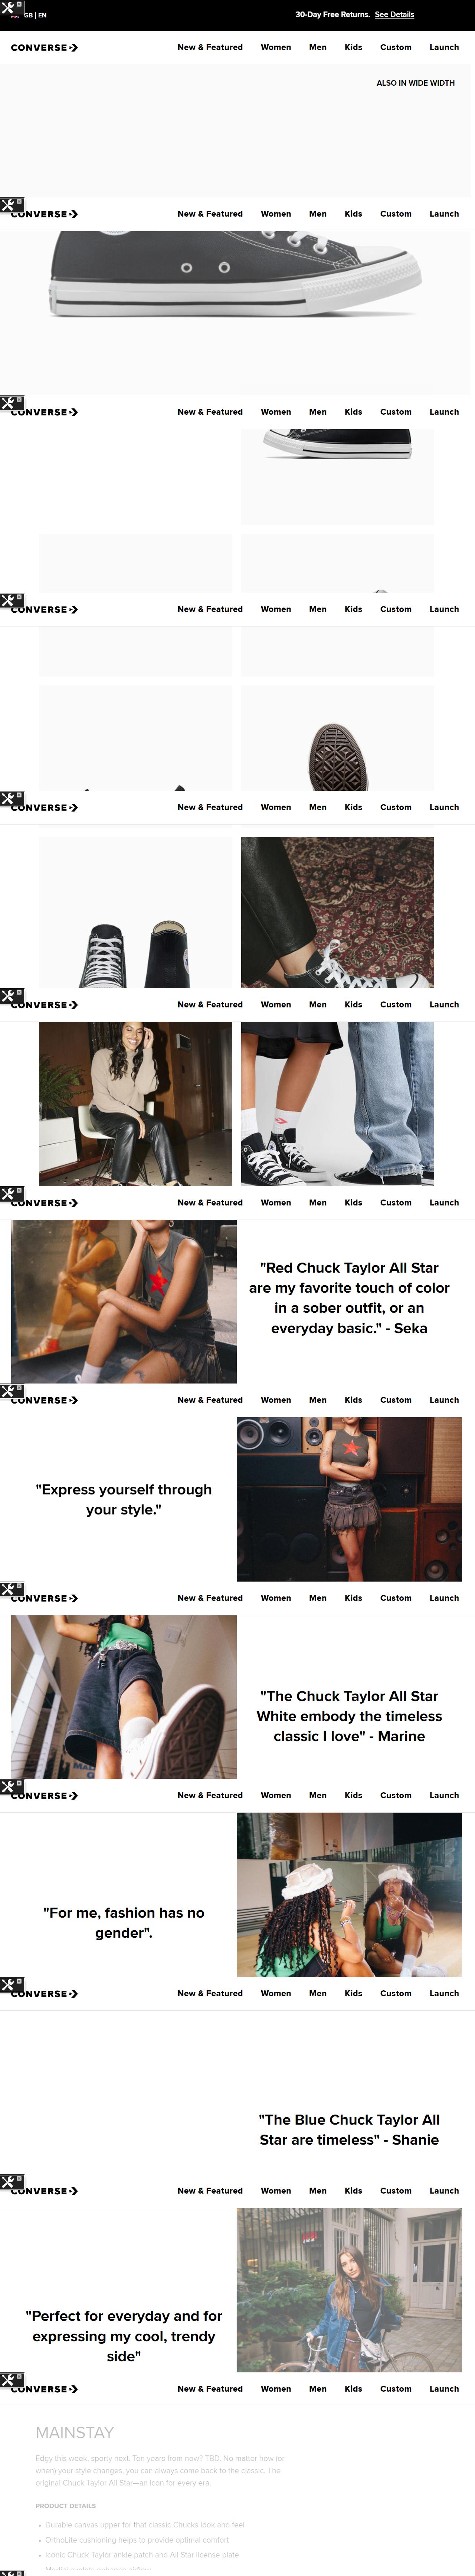 GB | EN
30-Day Free Returns. See Details
CONVERSE
New & Featured Women Men Kids Custom Launch
ALSO IN WIDE WIDTH
CONVERSE
New & Featured Women Men Kids Custom Launch
CONVERSE
New & Featured Women Men Kids Custom Launch
CONVERSE
New & Featured Women Men Kids Custom Launch
CONVERSE
New & Featured Women Men Kids Custom Launch
CONVERSE
New & Featured Women Men Kids Custom Launch
CONVERSE
New & Featured Women Men Kids Custom Launch
"Red Chuck Taylor All Star
are my favorite touch of color
in a sober outfit, or an
everyday basic." - Seka
CONVERSE
New & Featured Women Men Kids Custom Launch
"Express yourself through
your style."
CONVERSE
New & Featured Women Men Kids Custom Launch
"The Chuck Taylor All Star
White embody the timeless
classic I love" - Marine
CONVERSE
New & Featured Women Men Kids Custom Launch
"For me, fashion has no
gender".
CONVERSE
New & Featured Women Men Kids Custom Launch
"The Blue Chuck Taylor All
Star are timeless" - Shanie
CONVERSE
New & Featured Women Men Kids Custom Launch
"Perfect for everyday and for
expressing my cool, trendy
side"
CONVERSE
New & Featured Women Men Kids Custom Launch
MAINSTAY
Edgy this week, sporty next. Ten years from now? TBD. No matter how (or
when) your styles evolve, you can always come back to the classic. The
original Chuck Taylor All Star—an icon for every era.
PRODUCT DETAILS
Durable canvas upper for that classic Chucks look and feel
OrthoLite cushioning helps to provide optimal comfort
Iconic Chuck Taylor ankle patch and All Star license plate